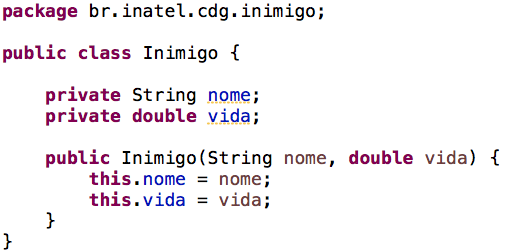 package br.inatel.cdg.inimigo;
public class Inimigo {
private String nome;
private double vida;
public Inimigo(String nome, double vida) {
this.nome = nome;
this.vida = vida;
}
}